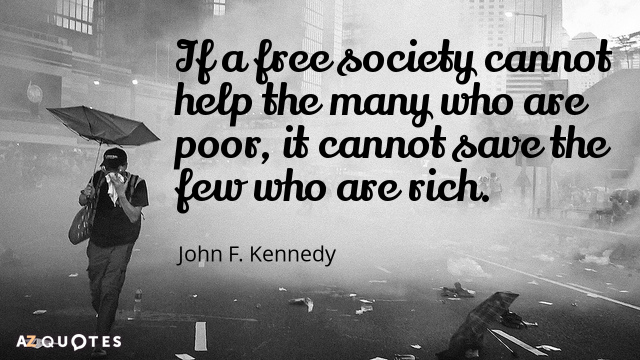 If a free society cannot
help the many who are
poor, it cannot save the
few who are rich.
John F. Kennedy
AZQUOTES